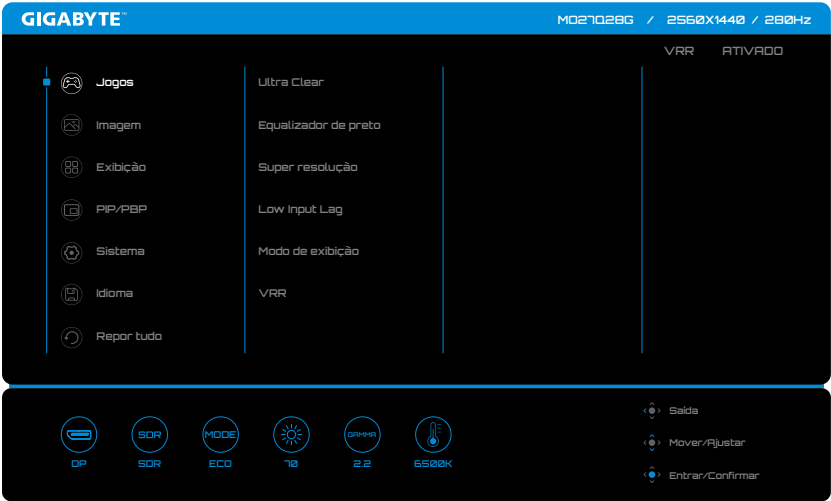 GIGABYTE™
MO27Q28G / 2560X1440 / 280Hz
VRR ATIVADO
Jogos
Imagem
Exibição
PIP/PBP
Sistema
Idioma
Repor tudo
Ultra Clear
Equalizador de preto
Super resolução
Low Input Lag
Modo de exibição
VRR
SDR
MODE
GAMMA
DP
SDR
ECO
70
2.2
6500K
Saída
Mover/Ajustar
Entrar/Confirmar